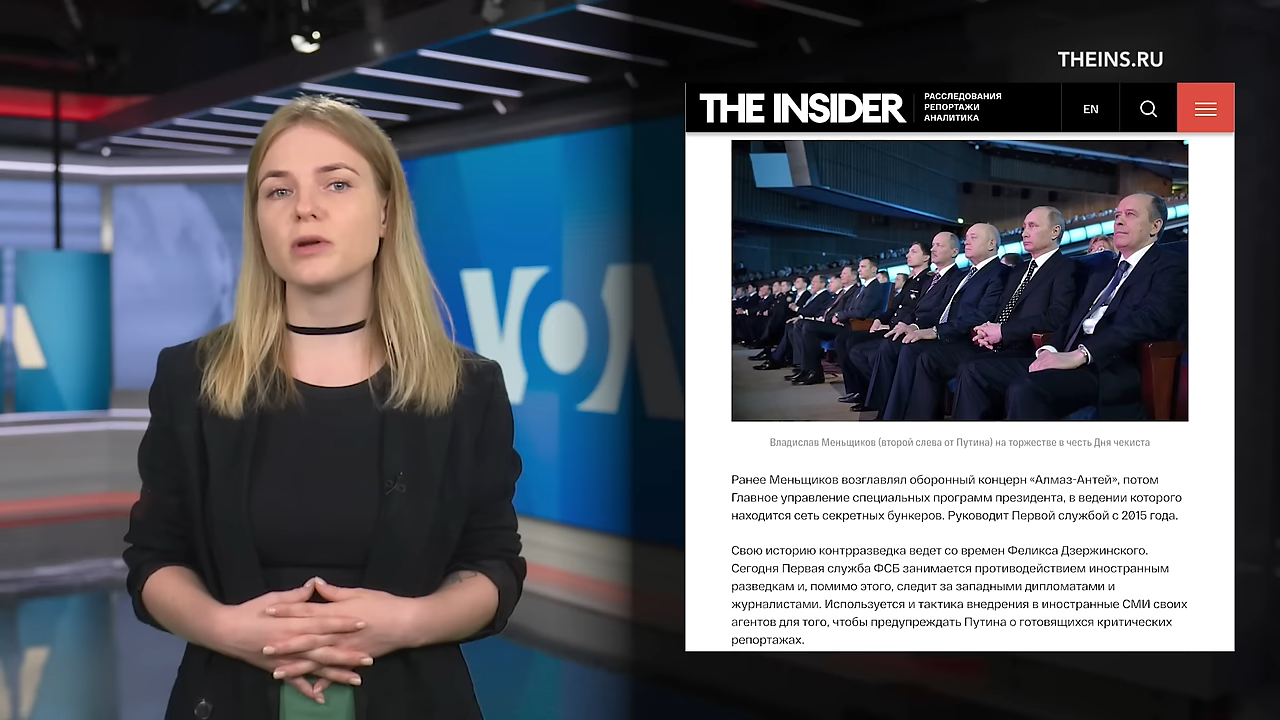 THEINS.RU
THE INSIDER
РАССЛЕДОВАНИЯ
РЕПОРТАЖИ
АНАЛИТИКА
EN
VOA
A
Владислав Меньщиков (второй слева от Путина) на торжестве в честь Дня чекиста
Ранее Меньщиков возглавлял оборонный концерн «Алмаз-Антей», потом
Главное управление специальных программ президента, в ведении которого
находится сеть секретных бункеров. Руководит Первой службой с 2015 года.
Свою историю контрразведка ведет со времен Феликса Дзержинского.
Сегодня Первая служба ФСБ занимается противодействием иностранным
разведкам и, помимо этого, следит за западными дипломатами и
журналистами. Используется и тактика внедрения в иностранные СМИ своих
агентов для того, чтобы предупреждать Путина о готовящихся критических
репортажах.